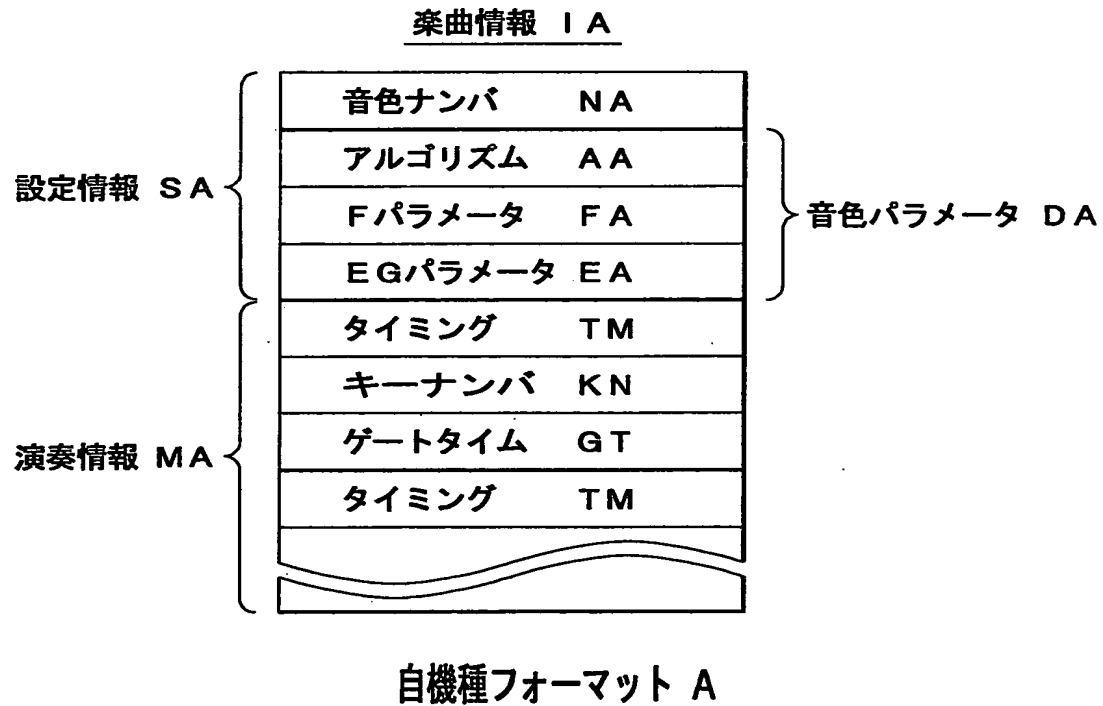 楽曲情報 IA
音色ナンバ NA
アルゴリズム AA
設定情報 SA
Fパラメータ FA
音色パラメータ DA
EGパラメータ EA
タイミング TM
キーナンバ KN
ゲートタイム GT
演奏情報 MA
タイミング TM
自機種フォーマット A